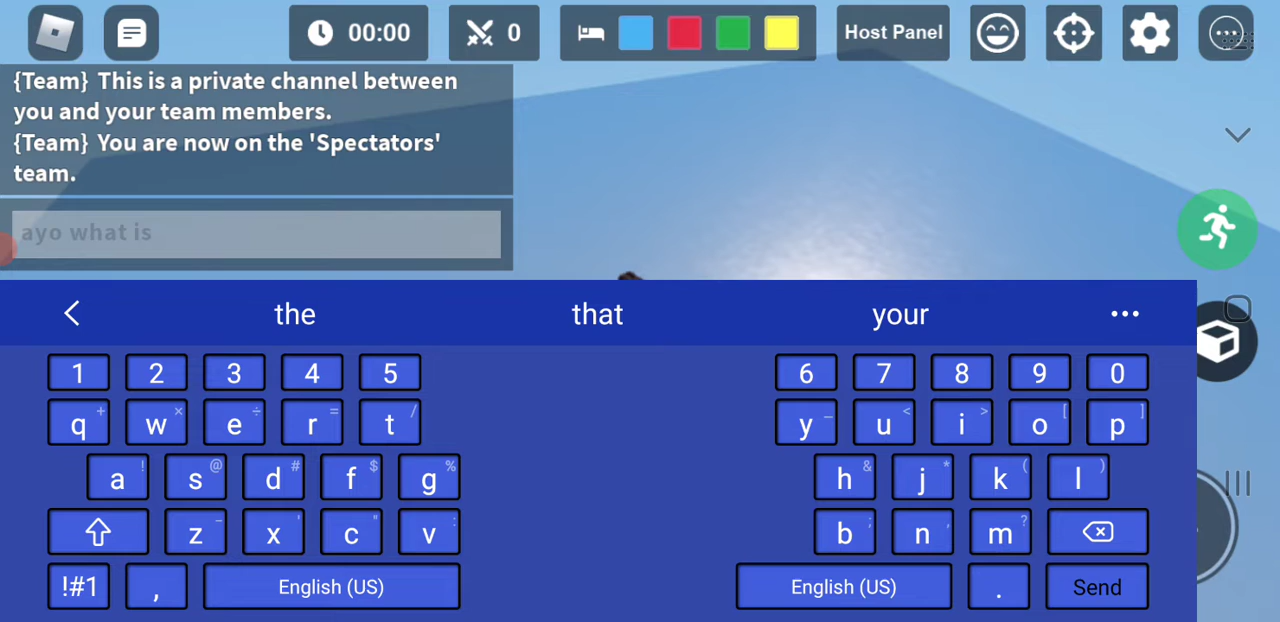 00:00
0
Host Panel
{Team} This is a private channel between
you and your team members.
{Team} You are now on the 'Spectators'
team.
ayo what is
the that your
1 2 3 4 5 6 7 8 9 0
q + w × e ÷ r = t / y _ u < i > o [ p ]
a ! s @ d # f $ g % h & j * k ( l )
z - x ' c " v : b ; n , m ?
!#1 , English (US) English (US) . Send